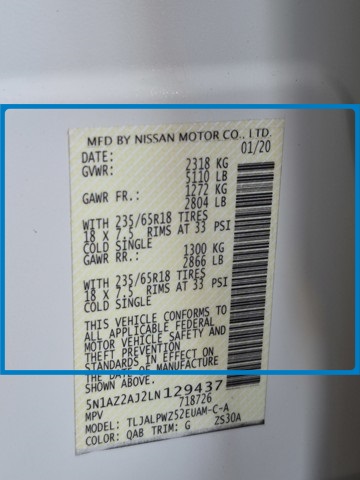 MFD BY NISSAN MOTOR CO., LTD.
DATE: 01/20
GVWR: 2318 KG
5110 LB
GAWR FR.: 1272 KG
2804 LB
WITH 235/65R18 TIRES
18 X 7.5 RIMS AT 33 PSI
COLD SINGLE
GAWR RR.: 1300 KG
2866 LB
WITH 235/65R18 TIRES
18 X 7.5 RIMS AT 33 PSI
COLD SINGLE
THIS VEHICLE CONFORMS TO
ALL APPLICABLE FEDERAL
MOTOR VEHICLE SAFETY AND
THEFT PREVENTION
STANDARDS IN EFFECT ON
THE DATE OF MANUFACTURE
SHOWN ABOVE.
5N1AZ2AJ2LN129437
MPV 718726
MODEL: TLJALPWZ52EUAM-C-A
COLOR: QAB TRIM: G 2S30A